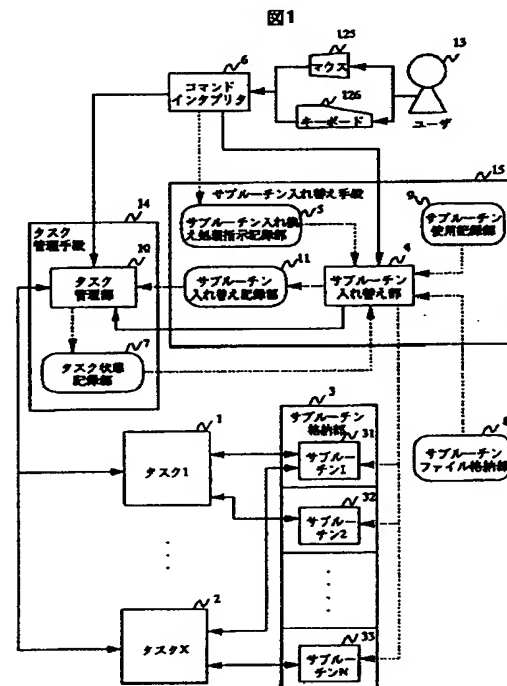 図1
125
マウス
13
6
コマンド
インタプリタ
126
キーボード
ユーザ
15
サブルーチン入れ替え手段
9
14
タスク
管理手段
5
サブルーチン入れ換
え処理指示記録部
サブルーチン
使用記録部
10
タスク
管理部
11
サブルーチン
入れ替え記録部
4
サブルーチン
入れ替え部
7
タスク状態
記録部
3
サブルーチン
格納部
8
サブルーチン
ファイル格納部
1
タスク1
31
サブルー
チン1
32
サブルー
チン2
2
タスクX
33
サブルー
チンN